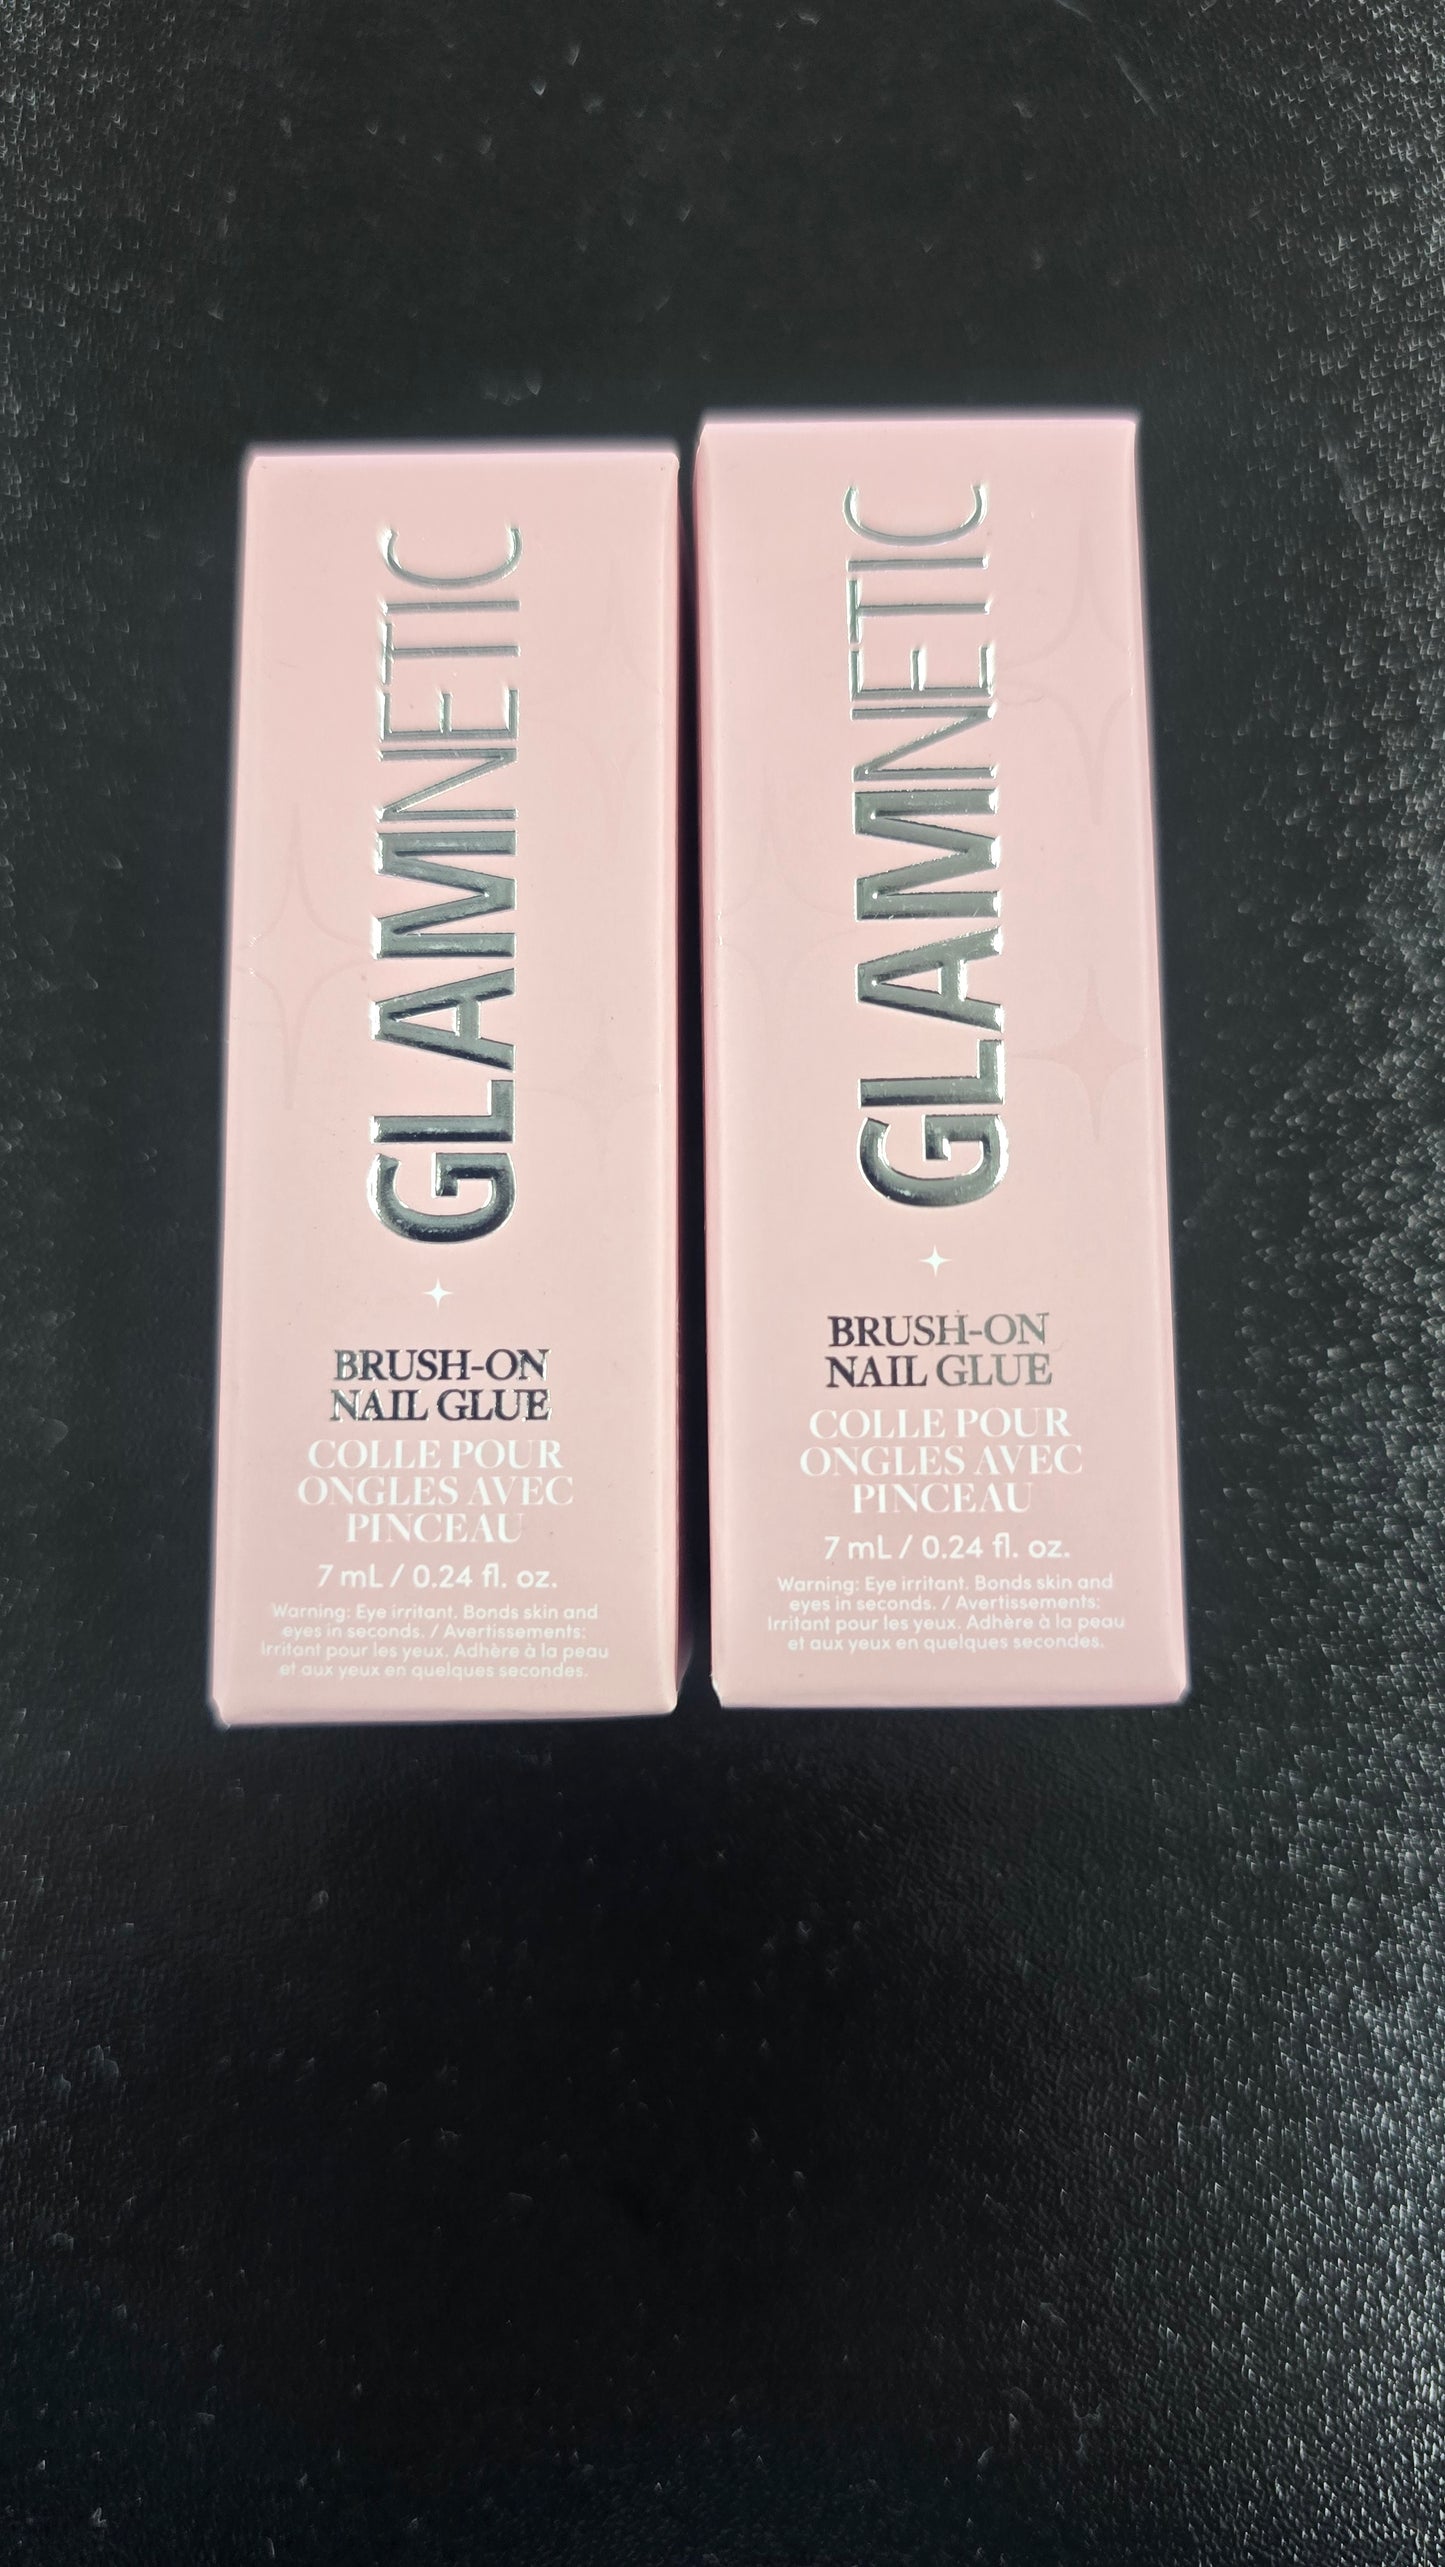 GLAMNETIC
BRUSH-ON
NAIL GLUE
COLLE POUR
ONGLES AVEC
PINCEAU
7 mL / 0.24 fl. oz.
Warning: Eye irritant. Bonds skin and
eyes in seconds. / Avertissements:
Irritant pour les yeux. Adhère à la peau
et aux yeux en quelques secondes.
GLAMNETIC
BRUSH-ON
NAIL GLUE
COLLE POUR
ONGLES AVEC
PINCEAU
7 mL / 0.24 fl. oz.
Warning: Eye irritant. Bonds skin and
eyes in seconds. / Avertissements:
Irritant pour les yeux. Adhère à la peau
et aux yeux en quelques secondes.